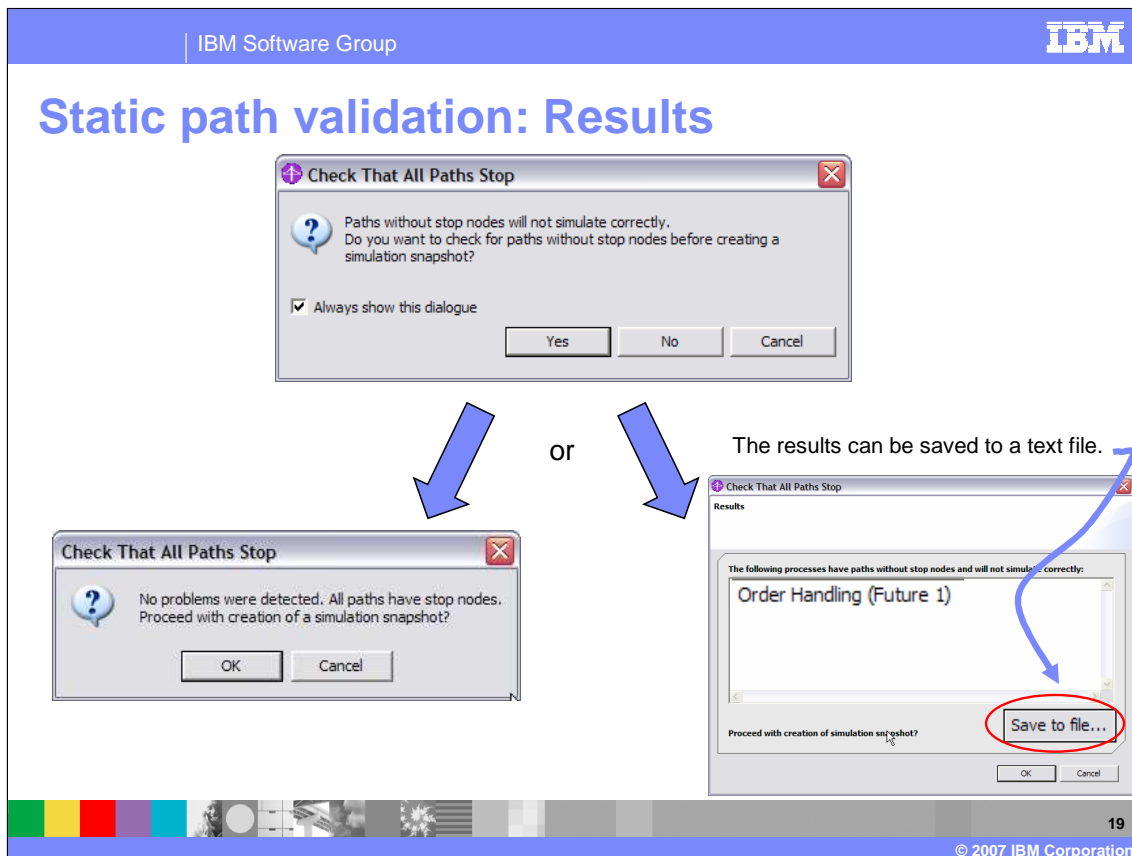 IBM Software Group
IBM
Static path validation: Results
Check That All Paths Stop
Paths without stop nodes will not simulate correctly.
Do you want to check for paths without stop nodes before creating a
simulation snapshot?
Always show this dialogue
Yes
No
Cancel
or
The results can be saved to a text file.
Check That All Paths Stop
No problems were detected. All paths have stop nodes.
Proceed with creation of a simulation snapshot?
OK
Cancel
Check That All Paths Stop
Results
The following processes have paths without stop nodes and will not simulate correctly:
Order Handling (Future 1)
Save to file...
Proceed with creation of simulation snapshot?
OK
Cancel
19
© 2007 IBM Corporation